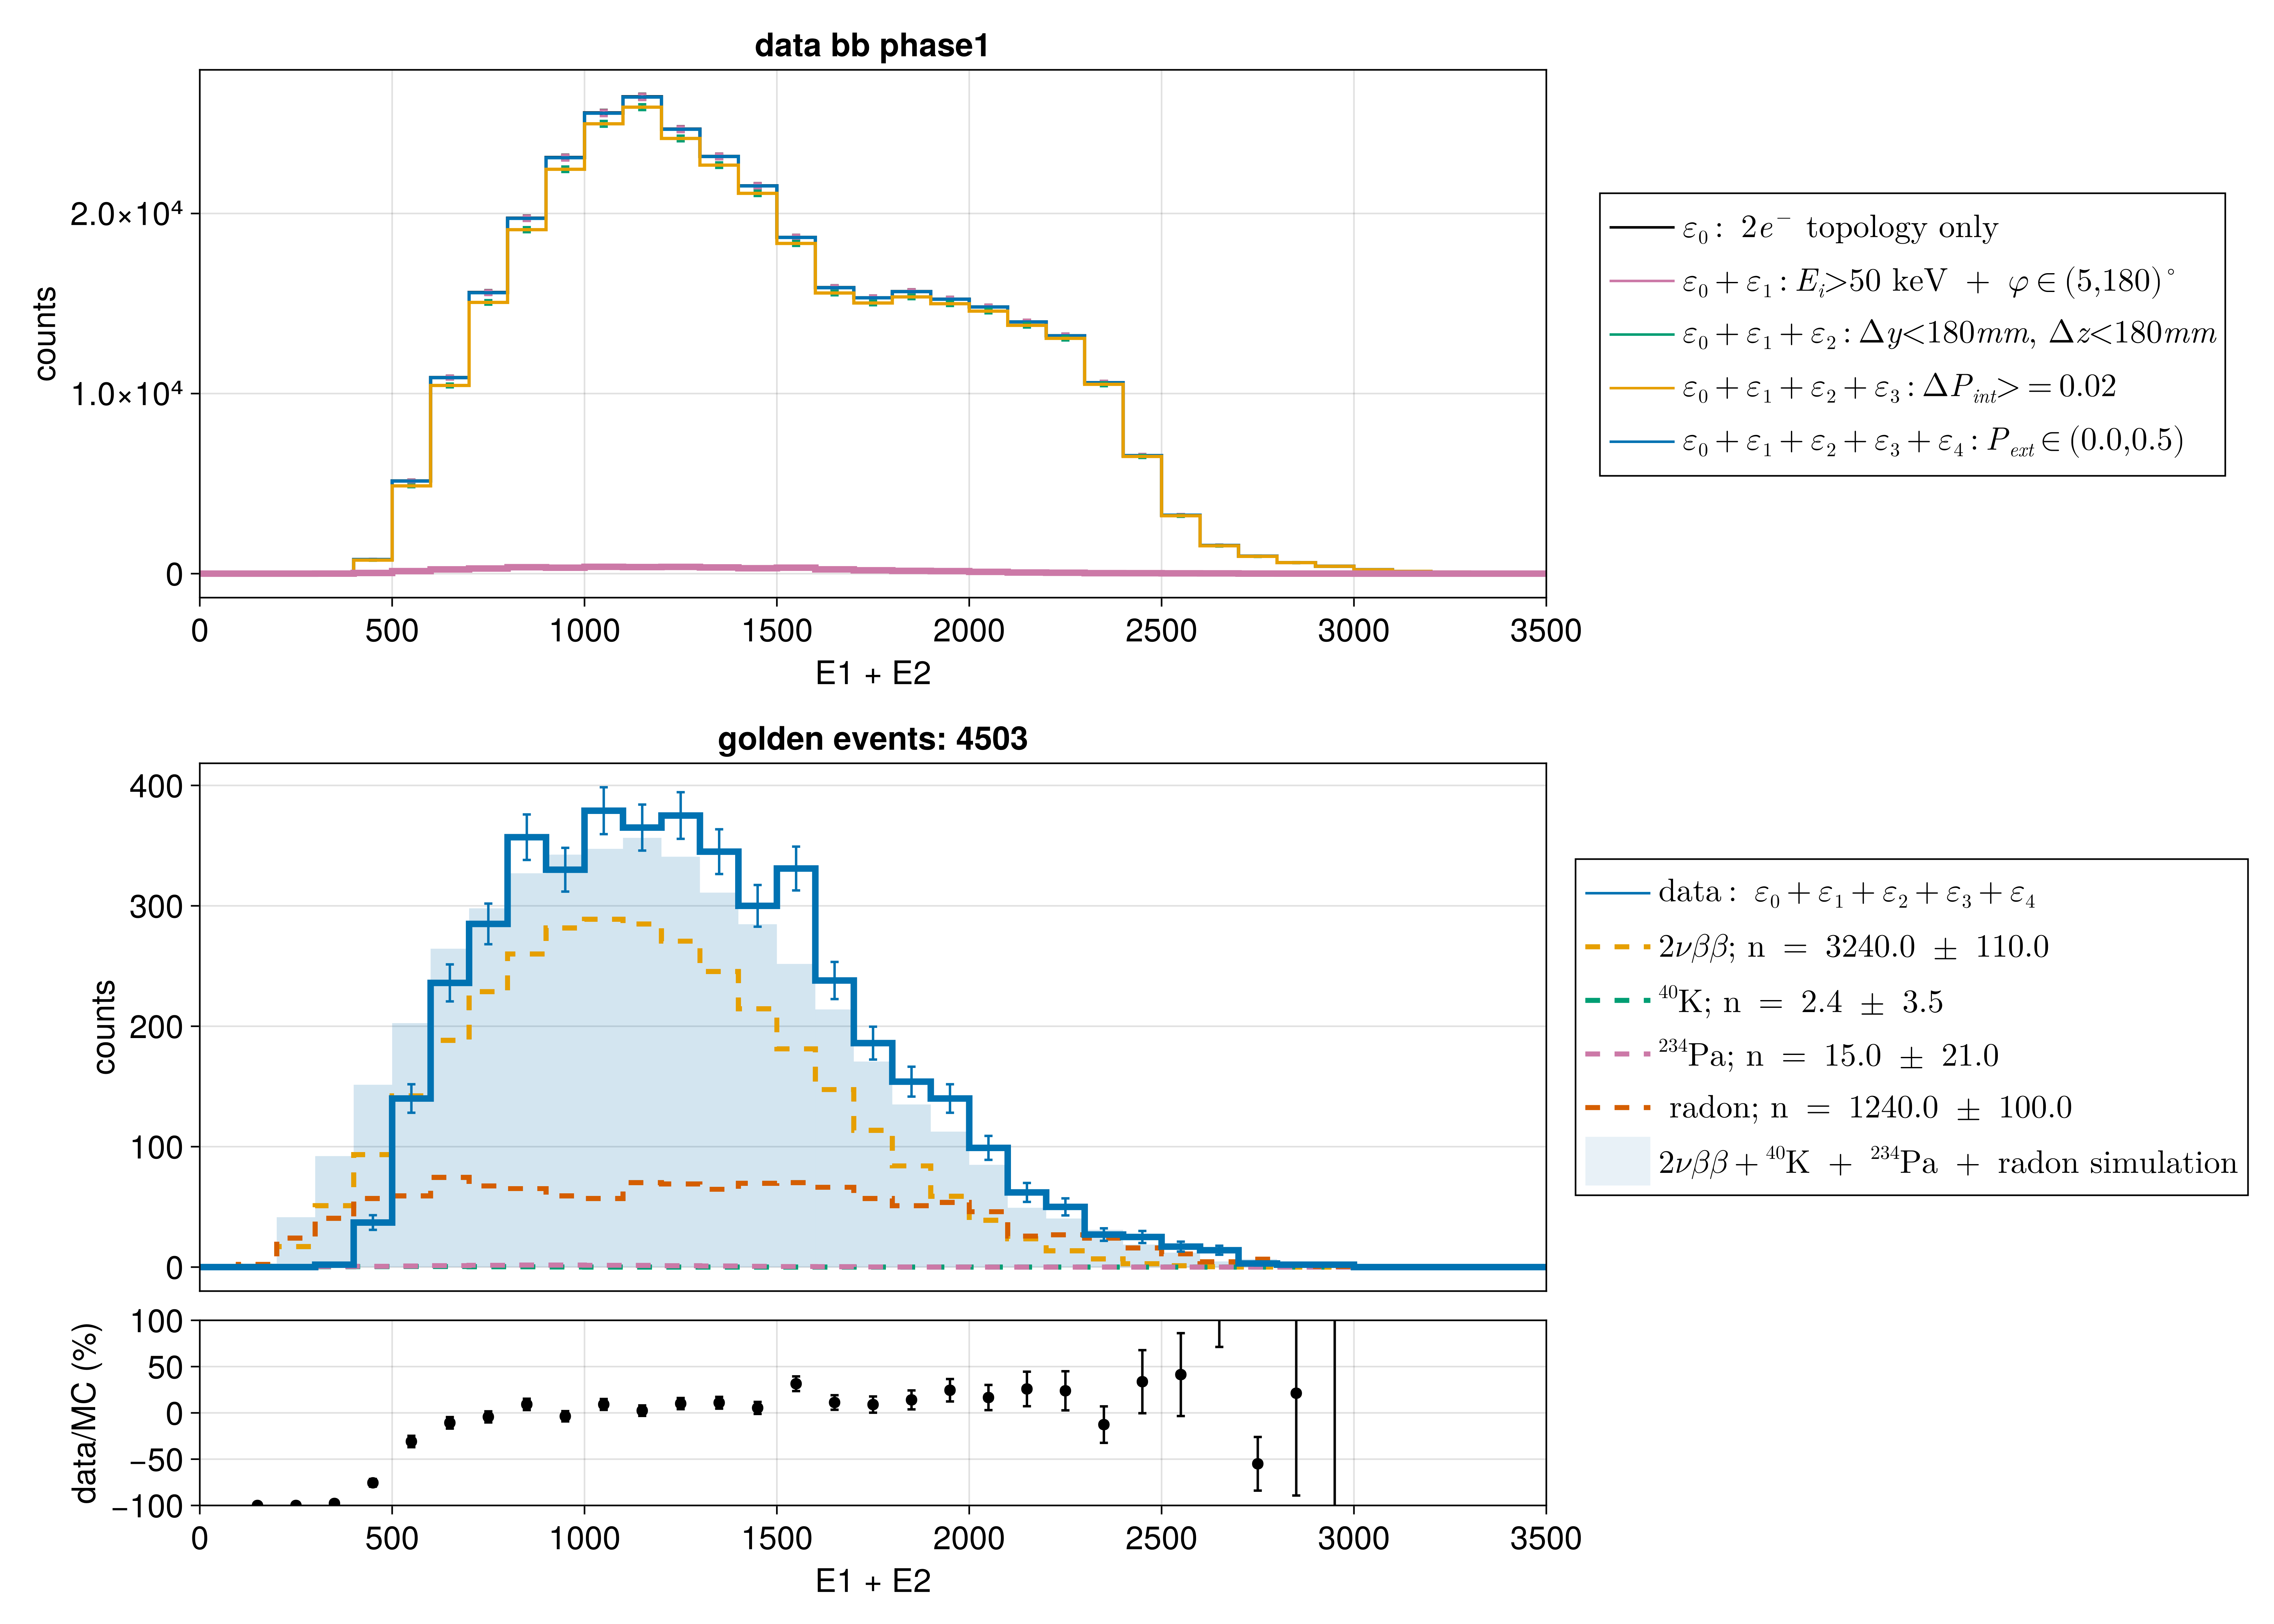 data bb phase1
counts
2.0×10⁴
1.0×10⁴
0
0 500 1000 1500 2000 2500 3000 3500
E1 + E2
ε₀ : 2e⁻ topology only
ε₀ + ε₁ : Eᵢ>50 keV + φ ∈ (5,180)°
ε₀ + ε₁ + ε₂ : Δy<180mm, Δz<180mm
ε₀ + ε₁ + ε₂ + ε₃ : ΔP_int> = 0.02
ε₀ + ε₁ + ε₂ + ε₃ + ε₄ : P_ext ∈ (0.0,0.5)
golden events: 4503
counts
400
300
200
100
0
data : ε₀ + ε₁ + ε₂ + ε₃ + ε₄
2νββ; n = 3240.0 ± 110.0
⁴⁰K; n = 2.4 ± 3.5
²³⁴Pa; n = 15.0 ± 21.0
radon; n = 1240.0 ± 100.0
2νββ + ⁴⁰K + ²³⁴Pa + radon simulation
data/MC (%)
100
50
0
−50
−100
0 500 1000 1500 2000 2500 3000 3500
E1 + E2